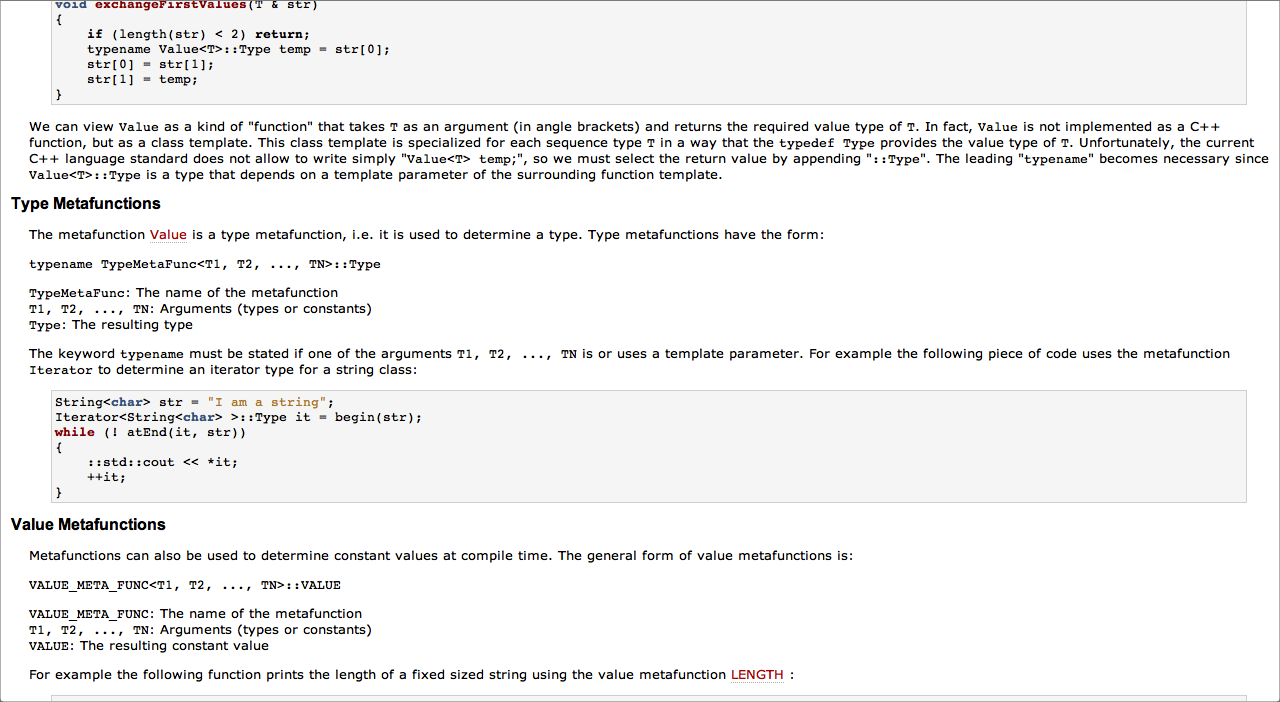 void exchangeFirstValues(T & str)
{
    if (length(str) < 2) return;
    typename Value<T>::Type temp = str[0];
    str[0] = str[1];
    str[1] = temp;
}
We can view Value as a kind of "function" that takes T as an argument (in angle brackets) and returns the required value type of T. In fact, Value is not implemented as a C++
function, but as a class template. This class template is specialized for each sequence type T in a way that the typedef Type provides the value type of T. Unfortunately, the current
C++ language standard does not allow to write simply "Value<T> temp;", so we must select the return value by appending "::Type". The leading "typename" becomes necessary since
Value<T>::Type is a type that depends on a template parameter of the surrounding function template.
Type Metafunctions
The metafunction Value is a type metafunction, i.e. it is used to determine a type. Type metafunctions have the form:
typename TypeMetaFunc<T1, T2, ..., TN>::Type
TypeMetaFunc: The name of the metafunction
T1, T2, ..., TN: Arguments (types or constants)
Type: The resulting type
The keyword typename must be stated if one of the arguments T1, T2, ..., TN is or uses a template parameter. For example the following piece of code uses the metafunction
Iterator to determine an iterator type for a string class:
String<char> str = "I am a string";
Iterator<String<char> >::Type it = begin(str);
while (! atEnd(it, str))
{
    ::std::cout << *it;
    ++it;
}
Value Metafunctions
Metafunctions can also be used to determine constant values at compile time. The general form of value metafunctions is:
VALUE_META_FUNC<T1, T2, ..., TN>::VALUE
VALUE_META_FUNC: The name of the metafunction
T1, T2, ..., TN: Arguments (types or constants)
VALUE: The resulting constant value
For example the following function prints the length of a fixed sized string using the value metafunction LENGTH :